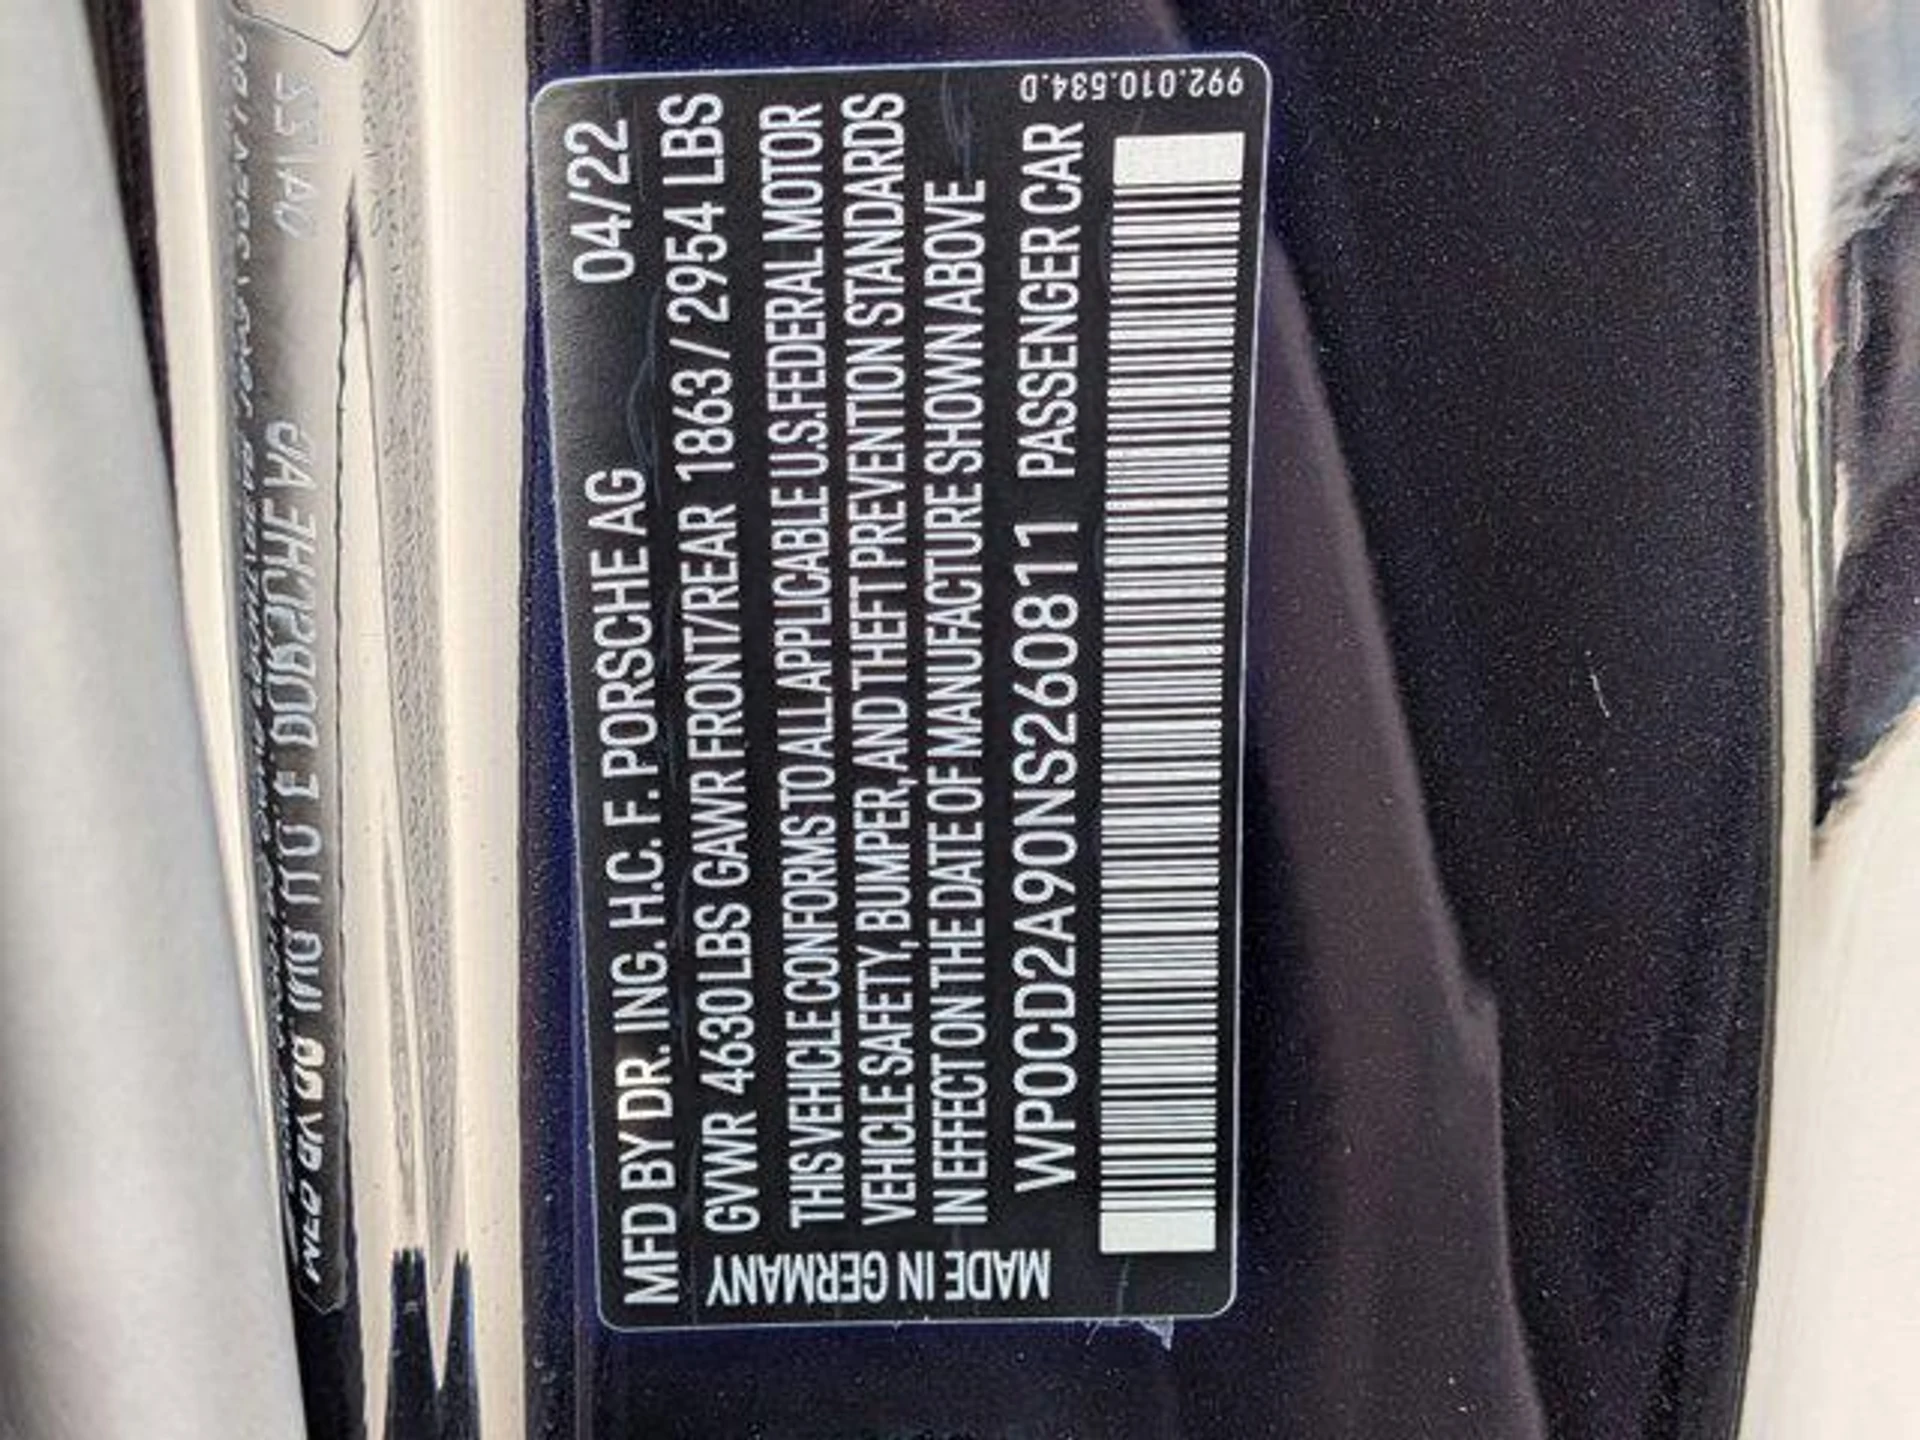 MFD BY DR. ING. H.C. F. PORSCHE AG 04/22
GVWR 4630 LBS GAWR FRONT/REAR 1863 / 2954 LBS
THIS VEHICLE CONFORMS TO ALL APPLICABLE U.S. FEDERAL MOTOR
VEHICLE SAFETY, BUMPER, AND THEFT PREVENTION STANDARDS
IN EFFECT ON THE DATE OF MANUFACTURE SHOWN ABOVE
WP0CD2A90NS260811 PASSENGER CAR
MADE IN GERMANY
992.010.534.D